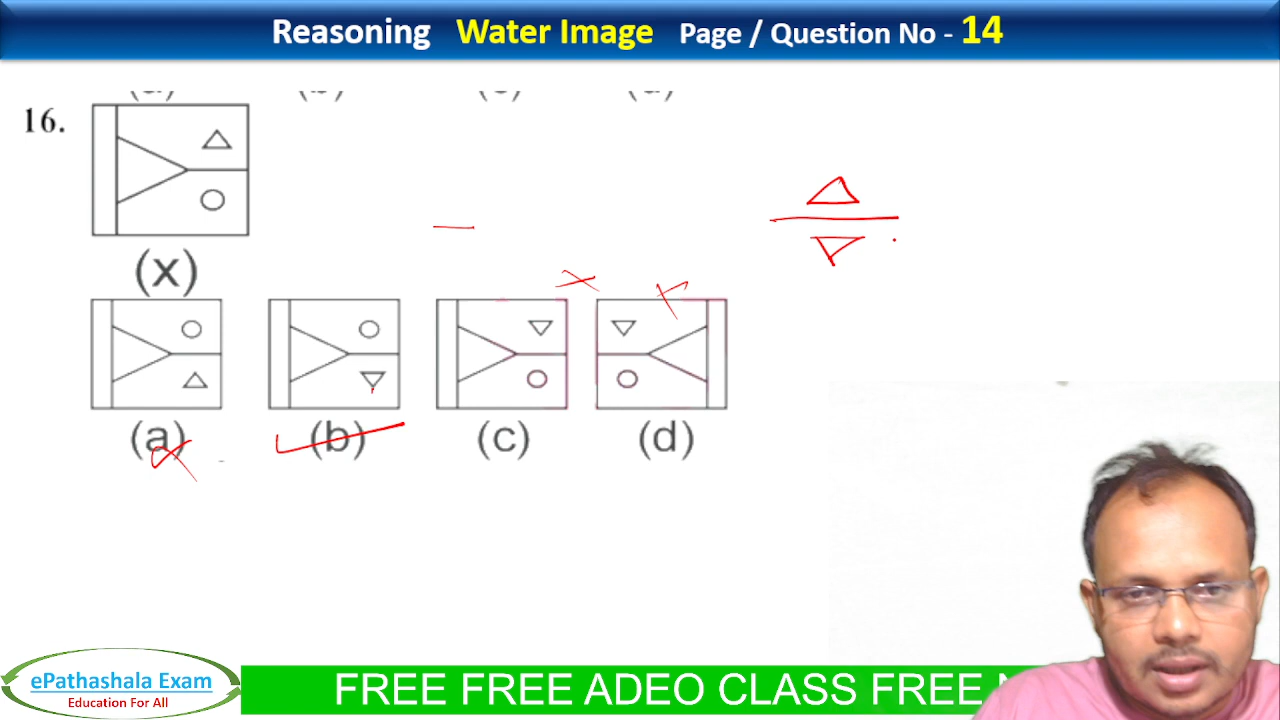 Reasoning Water Image Page / Question No - 14
(a) (b) (c) (d)
16.
(x)
(a) (b) (c) (d)
ePathashala Exam
Education For All
FREE FREE ADEO CLASS FREE